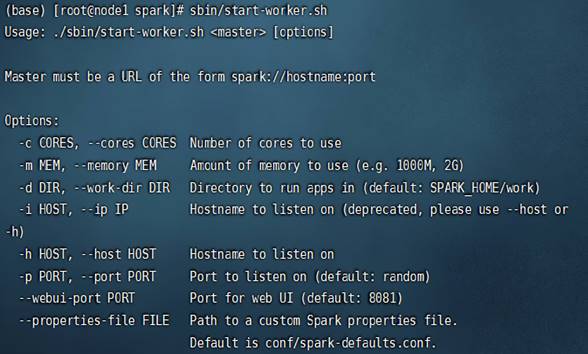 (base) [root@node1 spark]# sbin/start-worker.sh
Usage: ./sbin/start-worker.sh <master> [options]

Master must be a URL of the form spark://hostname:port

Options:
  -c CORES, --cores CORES  Number of cores to use
  -m MEM, --memory MEM     Amount of memory to use (e.g. 1000M, 2G)
  -d DIR, --work-dir DIR   Directory to run apps in (default: SPARK_HOME/work)
  -i HOST, --ip IP         Hostname to listen on (deprecated, please use --host or
-h)
  -h HOST, --host HOST     Hostname to listen on
  -p PORT, --port PORT     Port to listen on (default: random)
  --webui-port PORT        Port for web UI (default: 8081)
  --properties-file FILE   Path to a custom Spark properties file.
                           Default is conf/spark-defaults.conf.